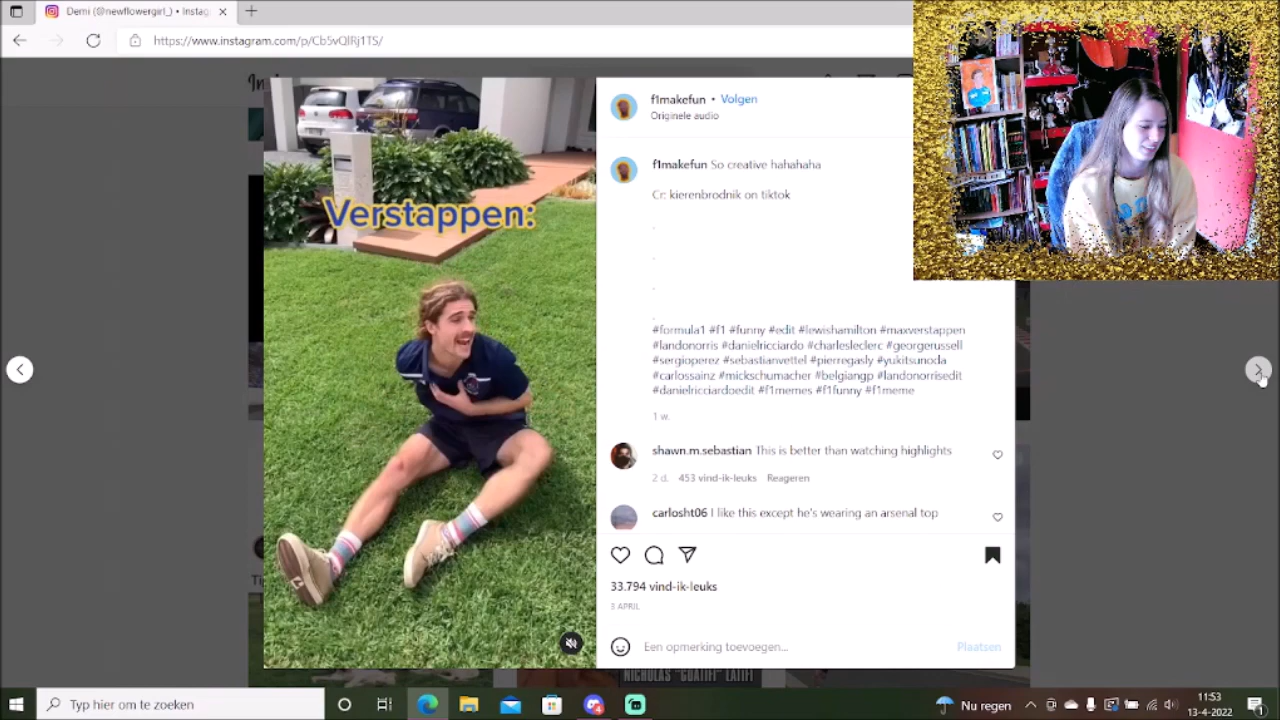 Demi (@newflowergirl_) • Instag
https://www.instagram.com/p/Cb5vQlRj1TS/
Verstappen:
f1makefun • Volgen
Originele audio
f1makefun So creative hahahaha
Cr: kierenbrodnik on tiktok
.
.
.
.
#formula1 #f1 #funny #edit #lewishamilton #maxverstappen
#landonorris #danielricciardo #charlesleclerc #georgerussell
#sergioperez #sebastianvettel #pierregasly #yukitsunoda
#carlossainz #mickschumacher #belgiangp #landonorrisedit
#danielricciardoedit #f1memes #f1funny #f1meme
1 w.
shawn.m.sebastian This is better than watching highlights
2 d. 453 vind-ik-leuks Reageren
carlosht06 I like this except he's wearing an arsenal top
33.794 vind-ik-leuks
3 APRIL
Een opmerking toevoegen... Plaatsen
NICHOLAS "GOATIFI" LATIFI
Typ hier om te zoeken
Nu regen
11:53
13-4-2022
1